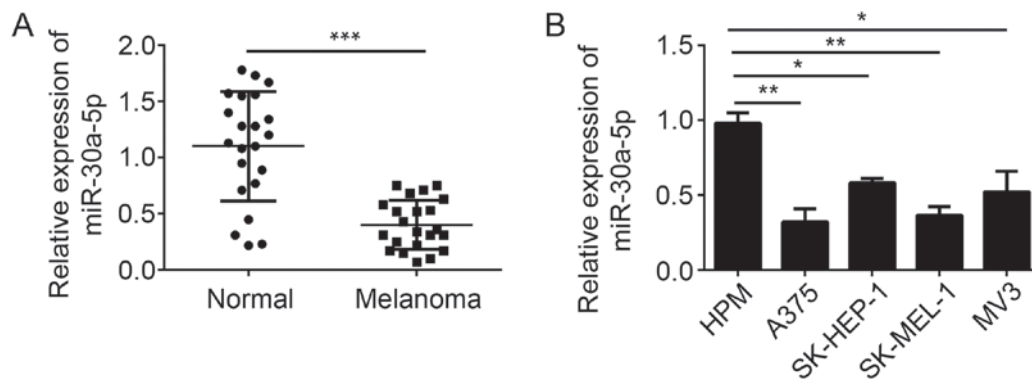 A
Relative expression of
miR-30a-5p
2.0
1.5
1.0
0.5
0.0
***
Normal
Melanoma
B
Relative expression of
miR-30a-5p
1.5
1.0
0.5
0.0
*
**
*
**
HPM
A375
SK-HEP-1
SK-MEL-1
MV3